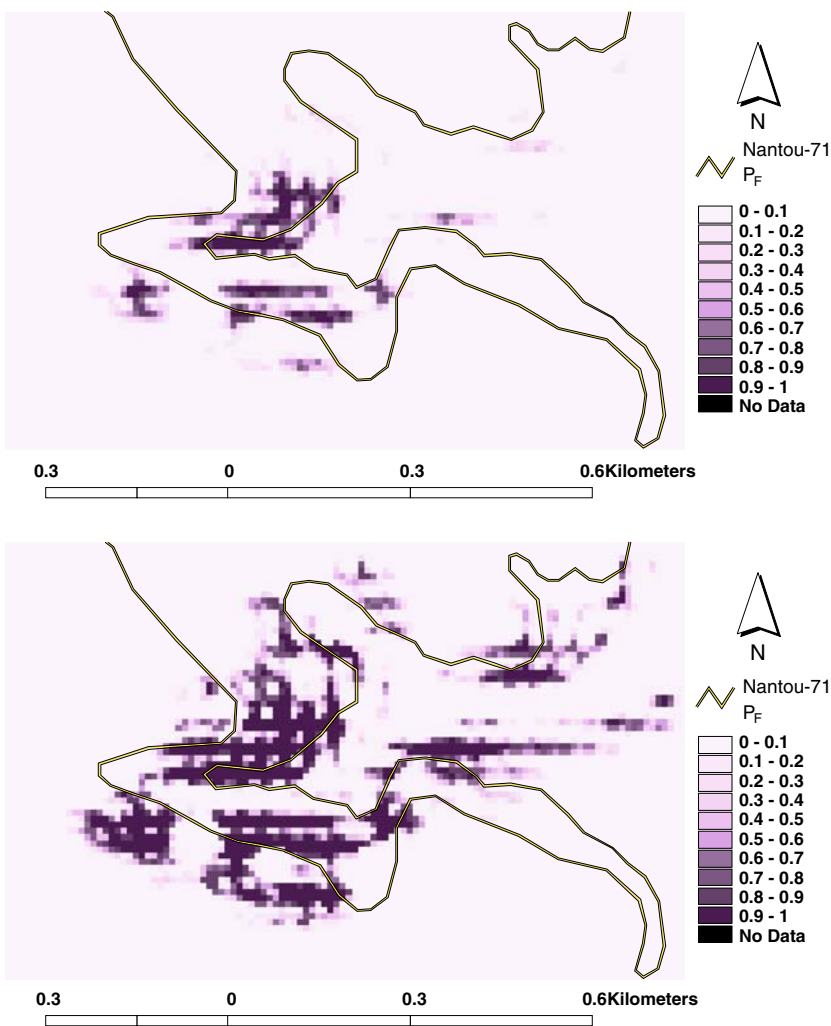 N
Nantou-71
P_F
0 - 0.1
0.1 - 0.2
0.2 - 0.3
0.3 - 0.4
0.4 - 0.5
0.5 - 0.6
0.6 - 0.7
0.7 - 0.8
0.8 - 0.9
0.9 - 1
No Data
0.3 0 0.3 0.6Kilometers
N
Nantou-71
P_F
0 - 0.1
0.1 - 0.2
0.2 - 0.3
0.3 - 0.4
0.4 - 0.5
0.5 - 0.6
0.6 - 0.7
0.7 - 0.8
0.8 - 0.9
0.9 - 1
No Data
0.3 0 0.3 0.6Kilometers